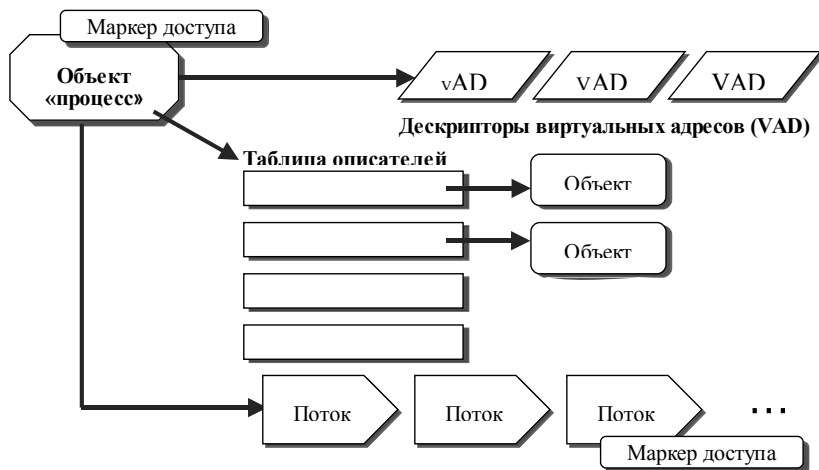 Маркер доступа
Объект
«процесс»
vAD
vAD
VAD
Дескрипторы виртуальных адресов (VAD)
Таблица описателей
Объект
Объект
Поток
Поток
Поток
...
Маркер доступа